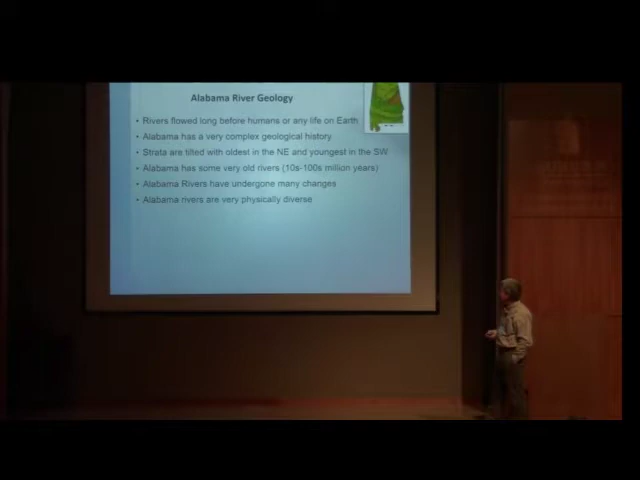 Alabama River Geology
• Rivers flowed long before humans or any life on Earth
• Alabama has a very complex geological history
• Strata are tilted with oldest in the NE and youngest in the SW
• Alabama has some very old rivers (10s-100s million years)
• Alabama Rivers have undergone many changes
• Alabama rivers are very physically diverse